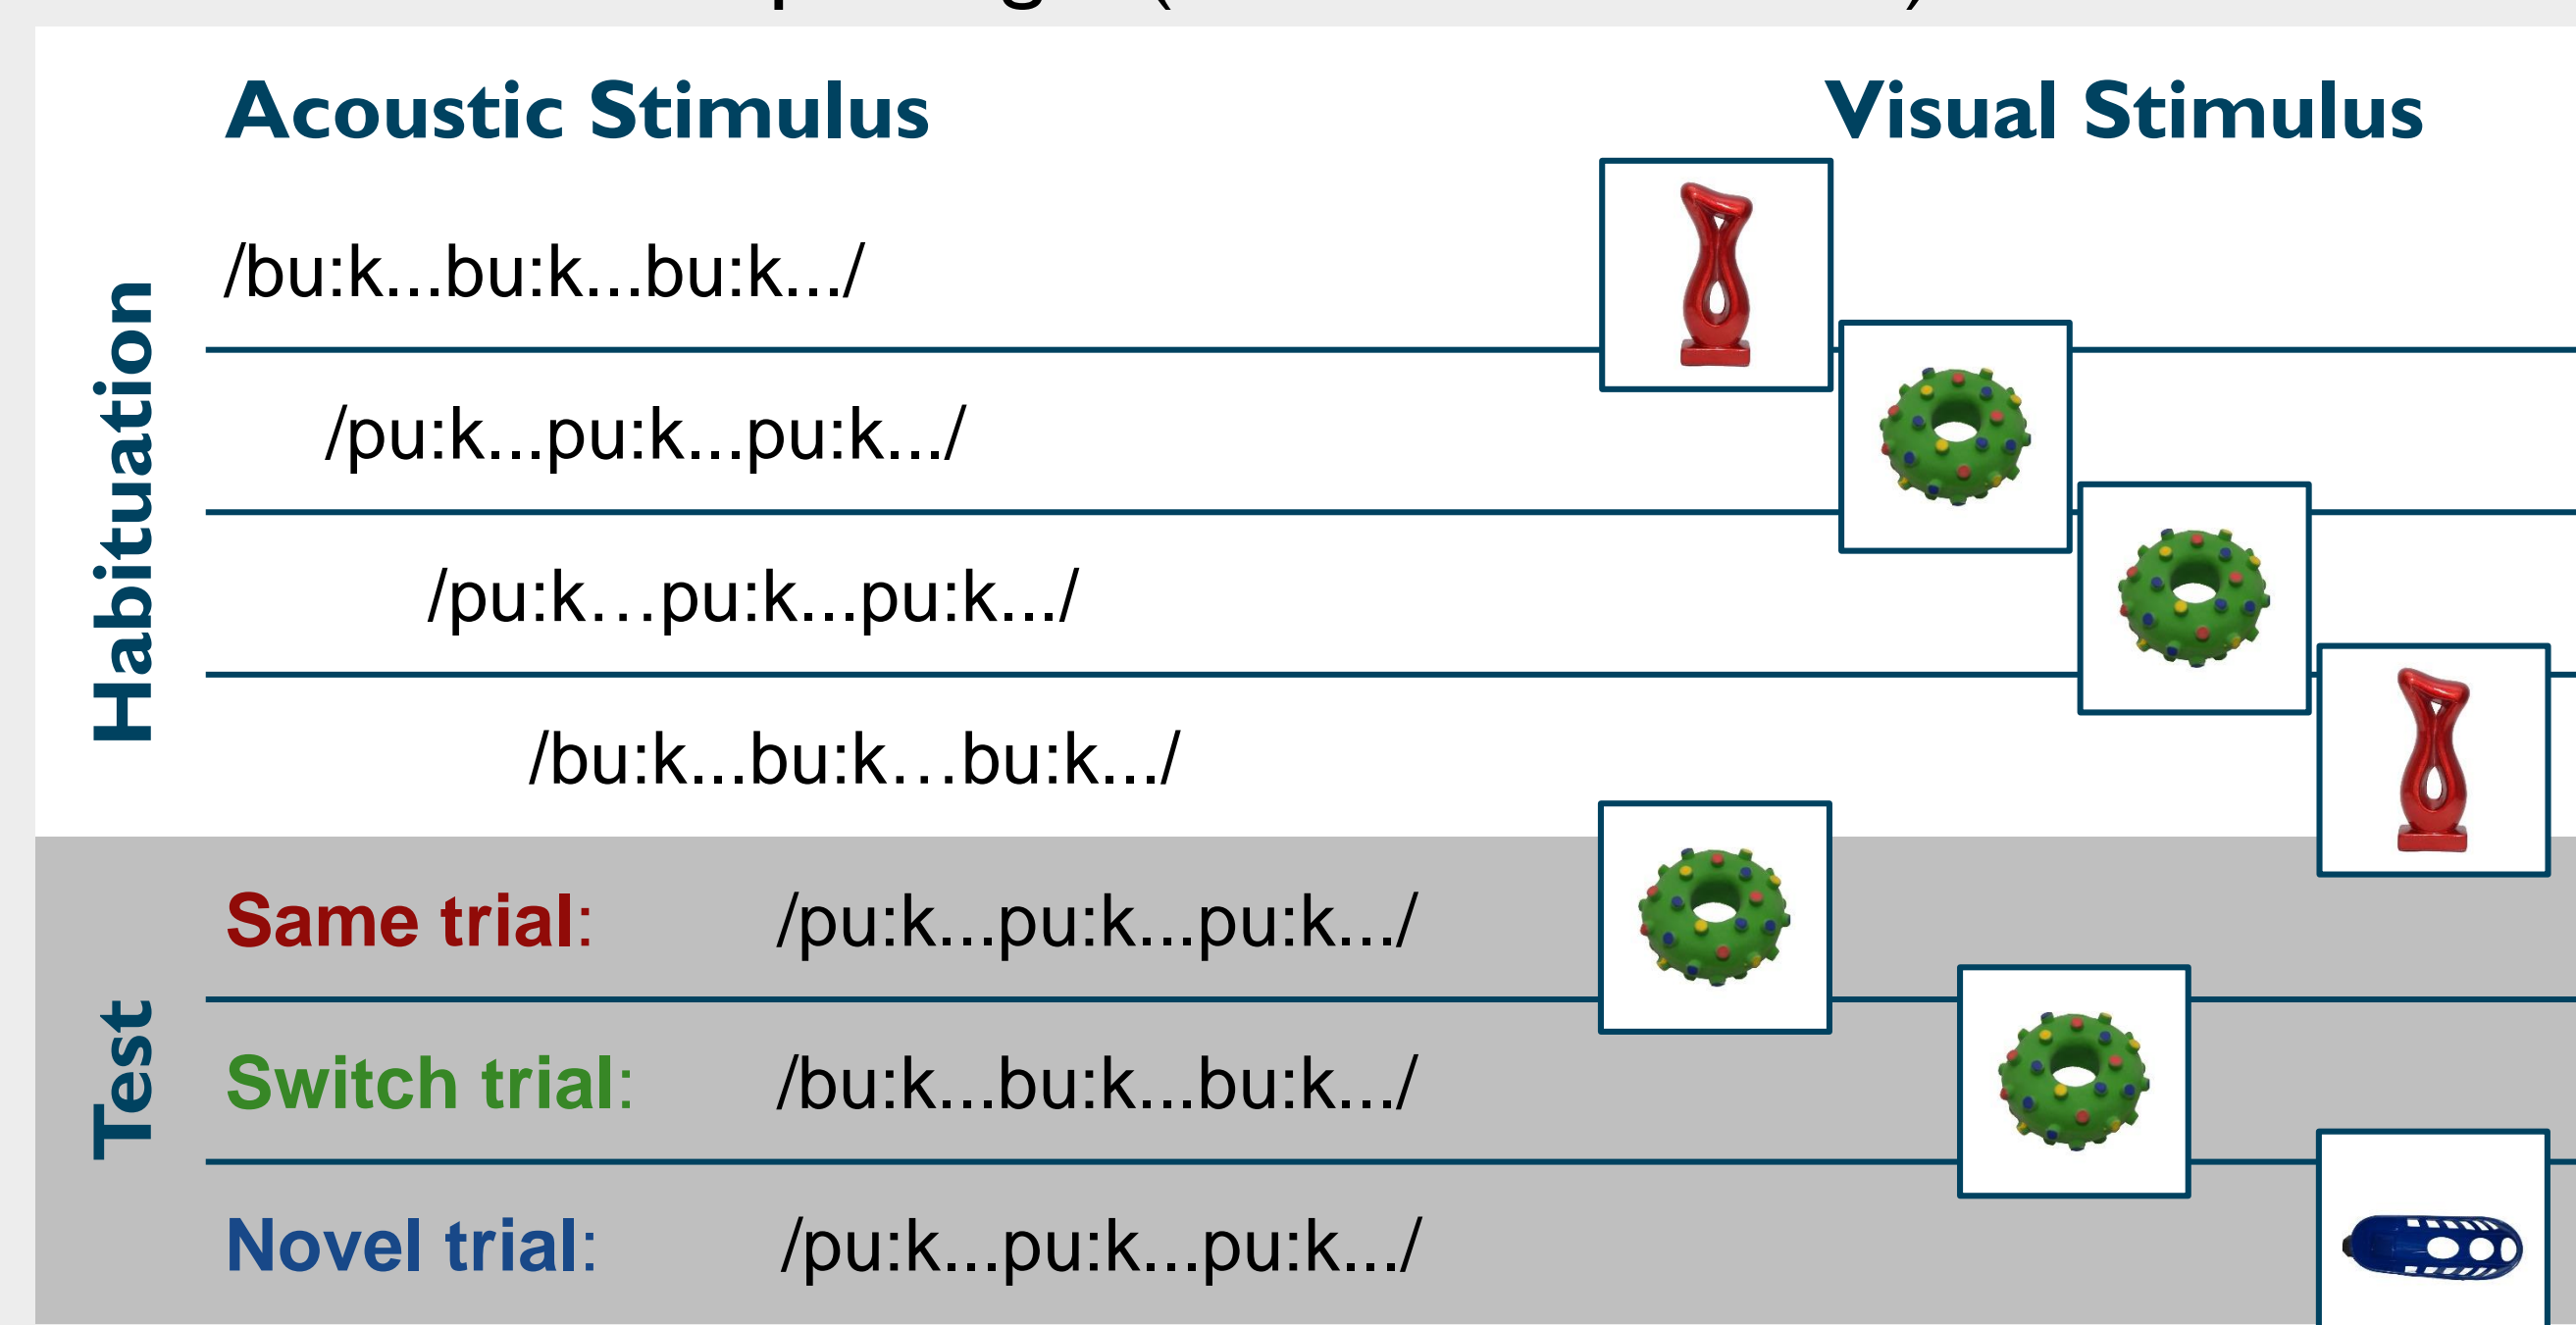 Acoustic Stimulus
Visual Stimulus
Habituation
/bu:k...bu:k...bu:k.../
/pu:k...pu:k...pu:k.../
/pu:k…pu:k...pu:k.../
/bu:k...bu:k…bu:k.../
Test
Same trial: /pu:k...pu:k...pu:k.../
Switch trial: /bu:k...bu:k...bu:k.../
Novel trial: /pu:k...pu:k...pu:k.../